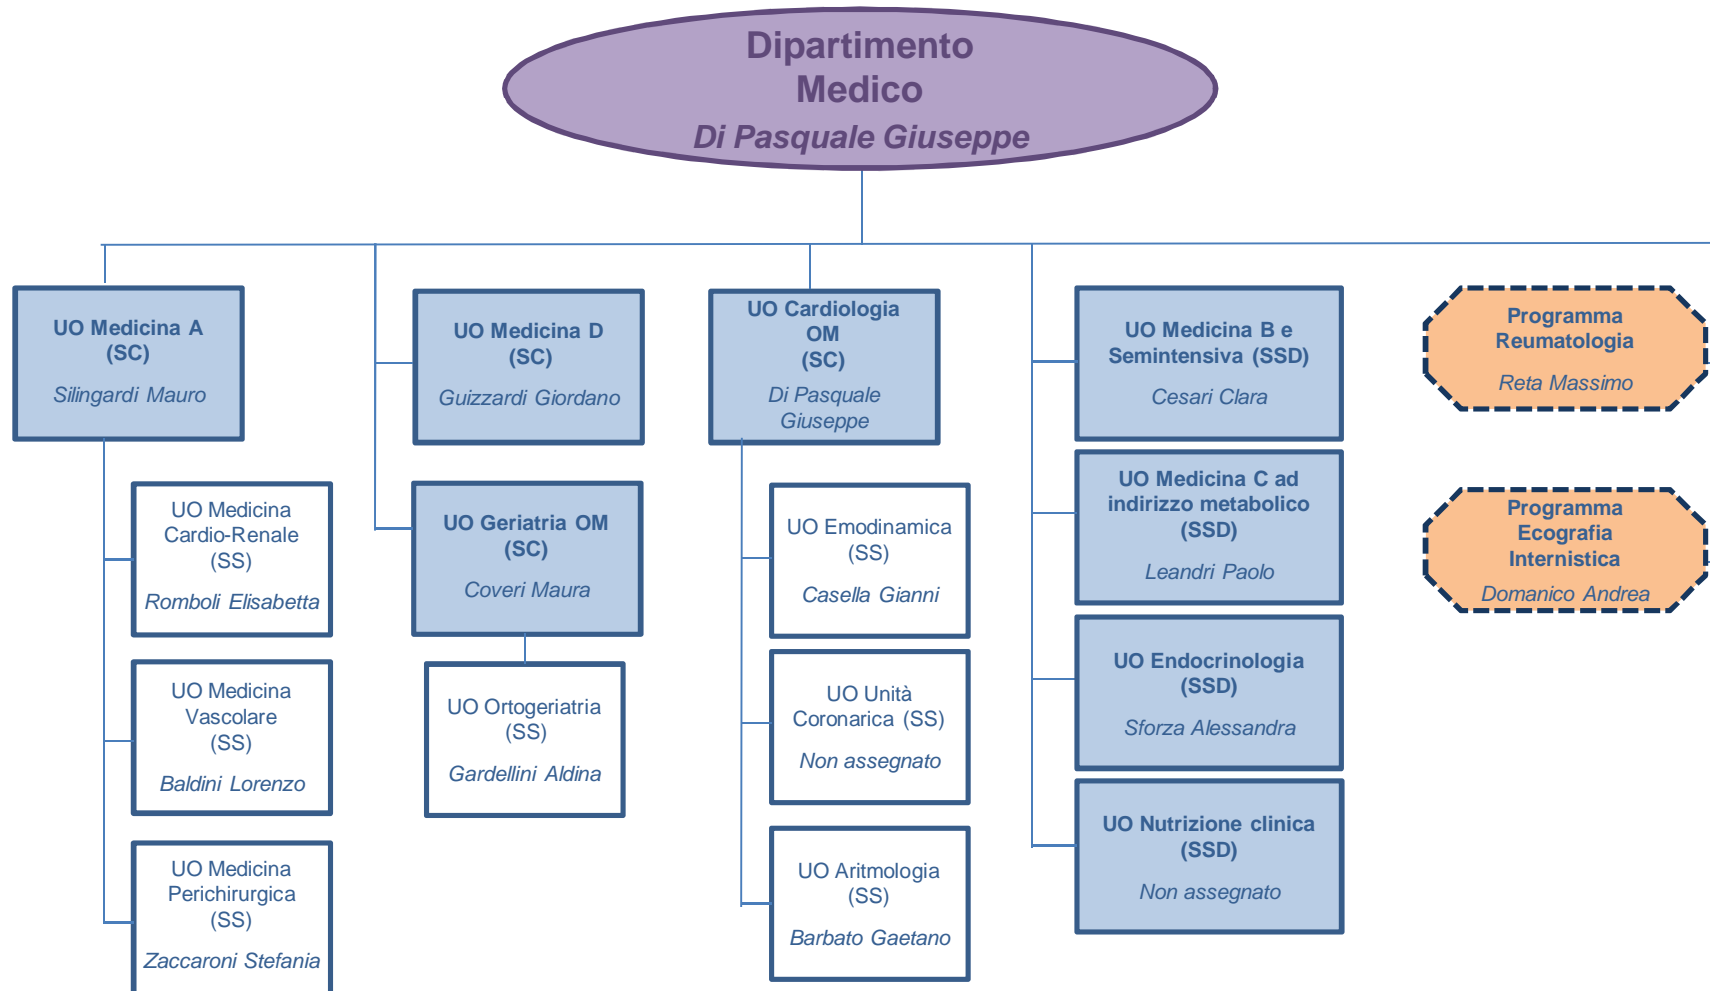 Dipartimento
Medico
Di Pasquale Giuseppe
UO Medicina A
(SC)
Silingardi Mauro
UO Medicina
Cardio-Renale
(SS)
Romboli Elisabetta
UO Medicina
Vascolare
(SS)
Baldini Lorenzo
UO Medicina
Perichirurgica
(SS)
Zaccaroni Stefania
UO Medicina D
(SC)
Guizzardi Giordano
UO Geriatria OM
(SC)
Coveri Maura
UO Ortogeriatria
(SS)
Gardellini Aldina
UO Cardiologia
OM
(SC)
Di Pasquale
Giuseppe
UO Emodinamica
(SS)
Casella Gianni
UO Unità
Coronarica (SS)
Non assegnato
UO Aritmologia
(SS)
Barbato Gaetano
UO Medicina B e
Semintensiva (SSD)
Cesari Clara
UO Medicina C ad
indirizzo metabolico
(SSD)
Leandri Paolo
UO Endocrinologia
(SSD)
Sforza Alessandra
UO Nutrizione clinica
(SSD)
Non assegnato
Programma
Reumatologia
Reta Massimo
Programma
Ecografia
Internistica
Domanico Andrea